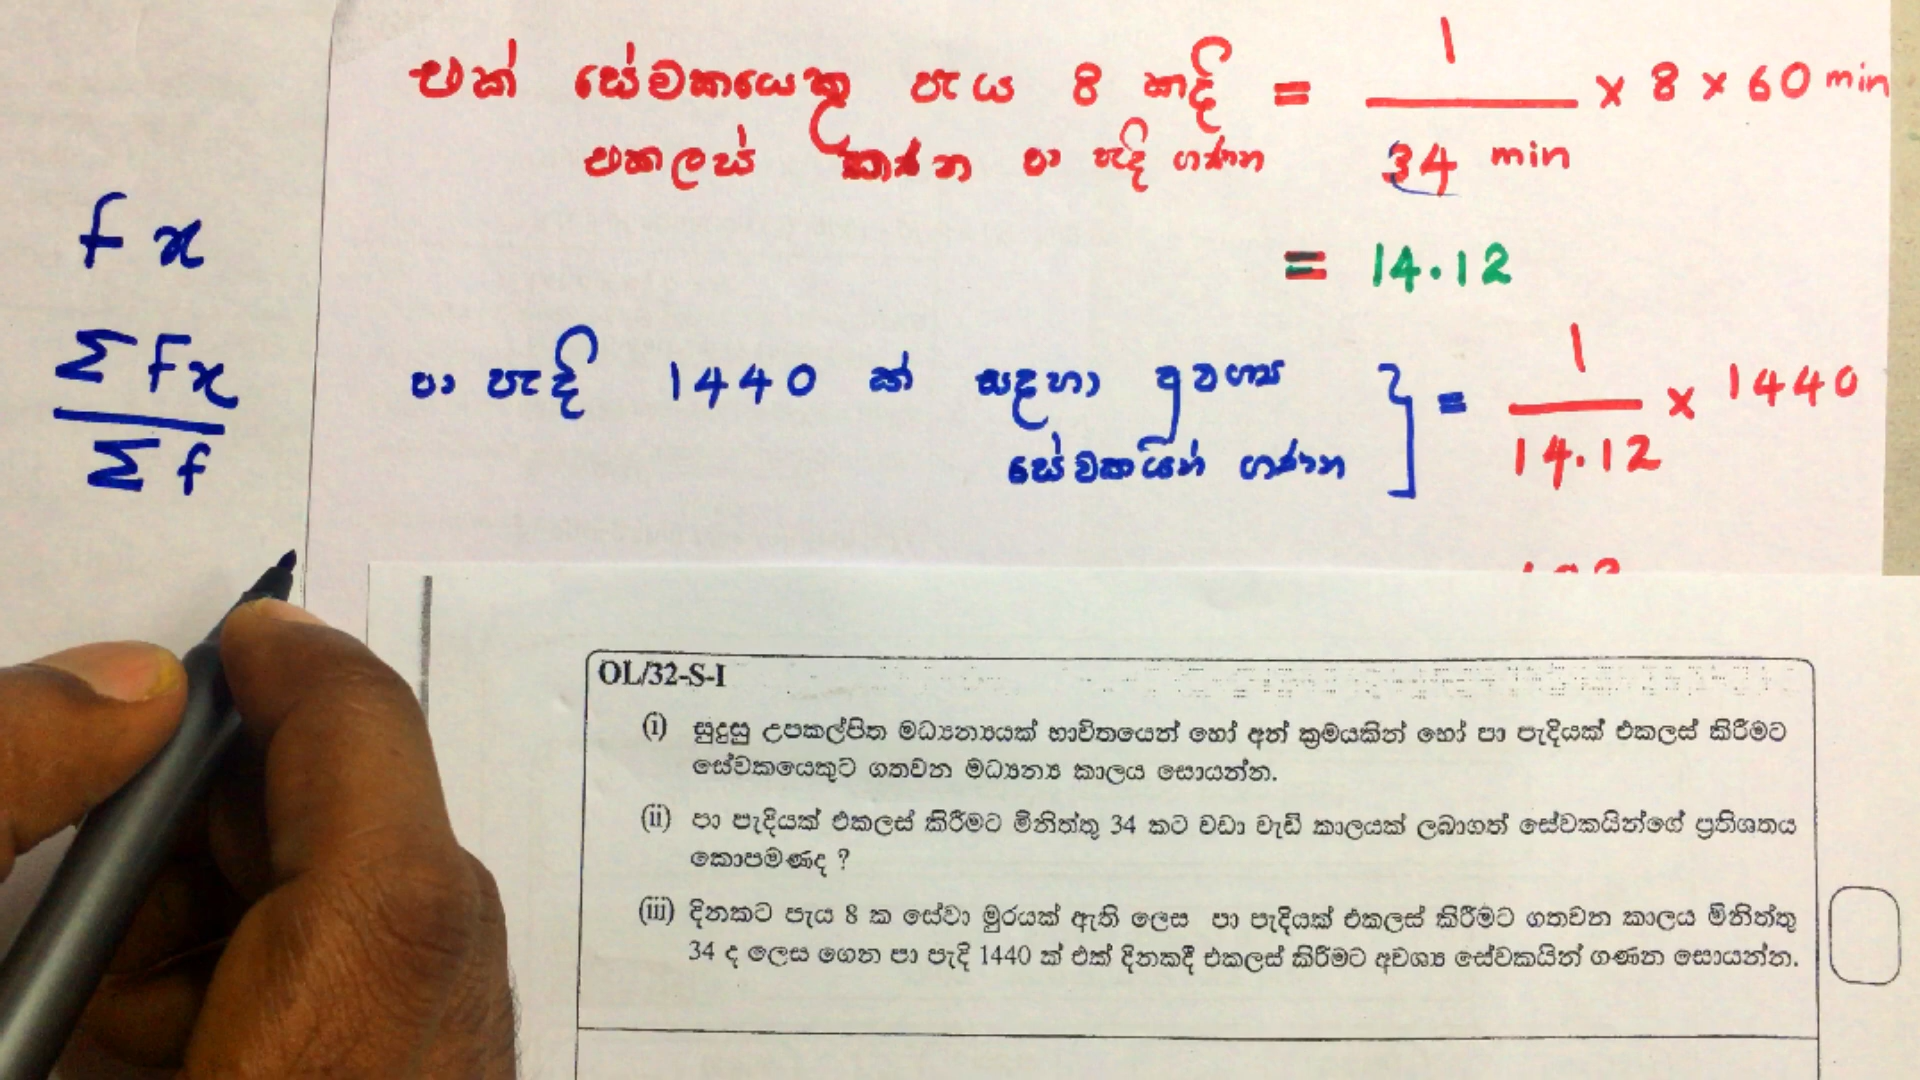 එක් සේවකයෙකු පැය 8 කදි = 1/34 min × 8 × 60 min
එකලස් කරන පා පැදි ගණන
= 14.12
පා පැදි 1440 ක් සදහා අවශ්‍ය සේවකයින් ගණන } = 1/14.12 × 1440
fx
Σfx
Σf
OL/32-S-I
(i) සුදුසු උපකල්පිත මධ්‍යන්‍යයක් භාවිතයෙන් හෝ අන් ක්‍රමයකින් හෝ පා පැදියක් එකලස් කිරීමට
සේවකයෙකුට ගතවන මධ්‍යන්‍ය කාලය සොයන්න.
(ii) පා පැදියක් එකලස් කිරීමට මිනිත්තු 34 කට වඩා වැඩි කාලයක් ලබාගත් සේවකයින්ගේ ප්‍රතිශතය
කොපමණද ?
(iii) දිනකට පැය 8 ක සේවා මුරයක් ඇති ලෙස පා පැදියක් එකලස් කිරීමට ගතවන කාලය මිනිත්තු
34 ද ලෙස ගෙන පා පැදි 1440 ක් එක් දිනකදී එකලස් කිරීමට අවශ්‍ය සේවකයින් ගණන සොයන්න.